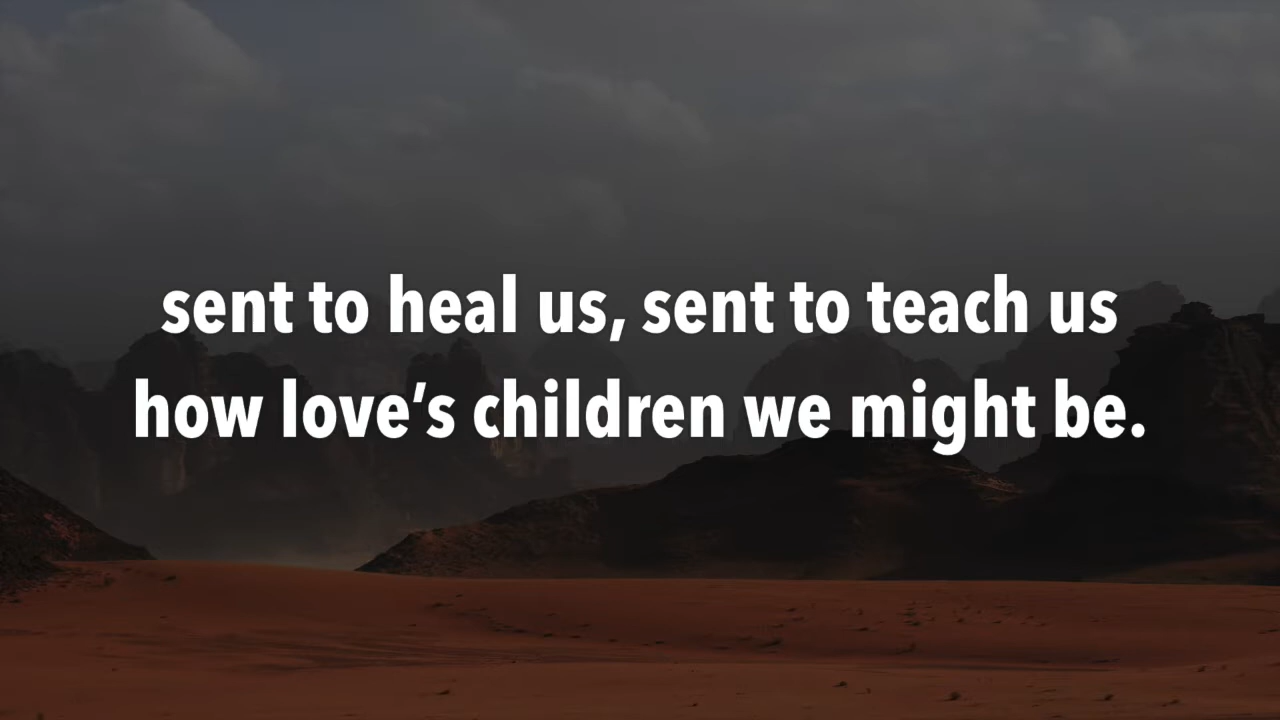 sent to heal us, sent to teach us
how love’s children we might be.